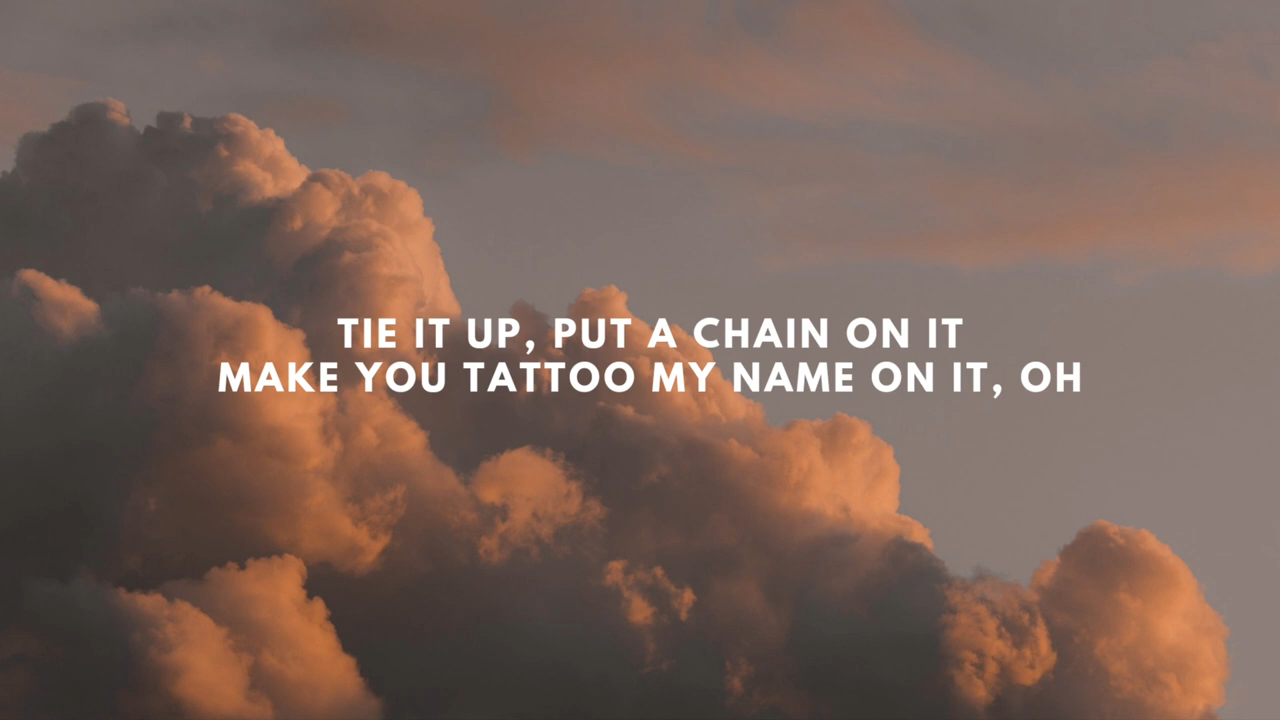 TIE IT UP, PUT A CHAIN ON IT
MAKE YOU TATTOO MY NAME ON IT, OH